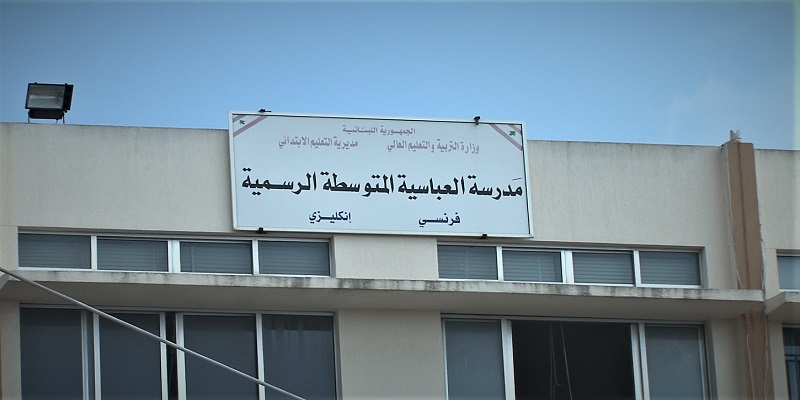 الجمهورية اللبنانية
وزارة التربية والتعليم العالي مديرية التعليم الابتدائي
مدرسة العباسية المتوسطة الرسمية
فرنسي إنكليزي